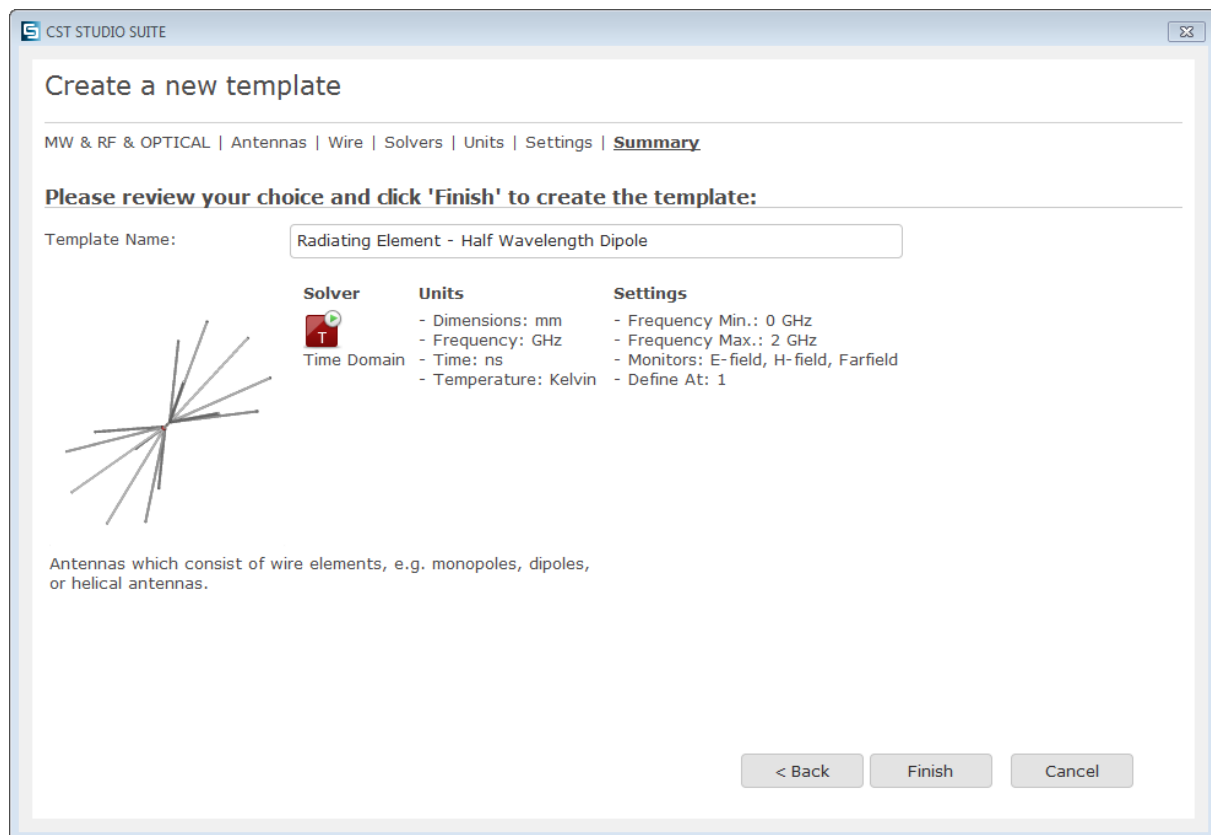 CST STUDIO SUITE
Create a new template
MW & RF & OPTICAL | Antennas | Wire | Solvers | Units | Settings | Summary
Please review your choice and click 'Finish' to create the template:
Template Name: Radiating Element - Half Wavelength Dipole
Solver Units Settings
T
- Dimensions: mm - Frequency Min.: 0 GHz
- Frequency: GHz - Frequency Max.: 2 GHz
Time Domain - Time: ns - Monitors: E-field, H-field, Farfield
- Temperature: Kelvin - Define At: 1
Antennas which consist of wire elements, e.g. monopoles, dipoles,
or helical antennas.
< Back Finish Cancel